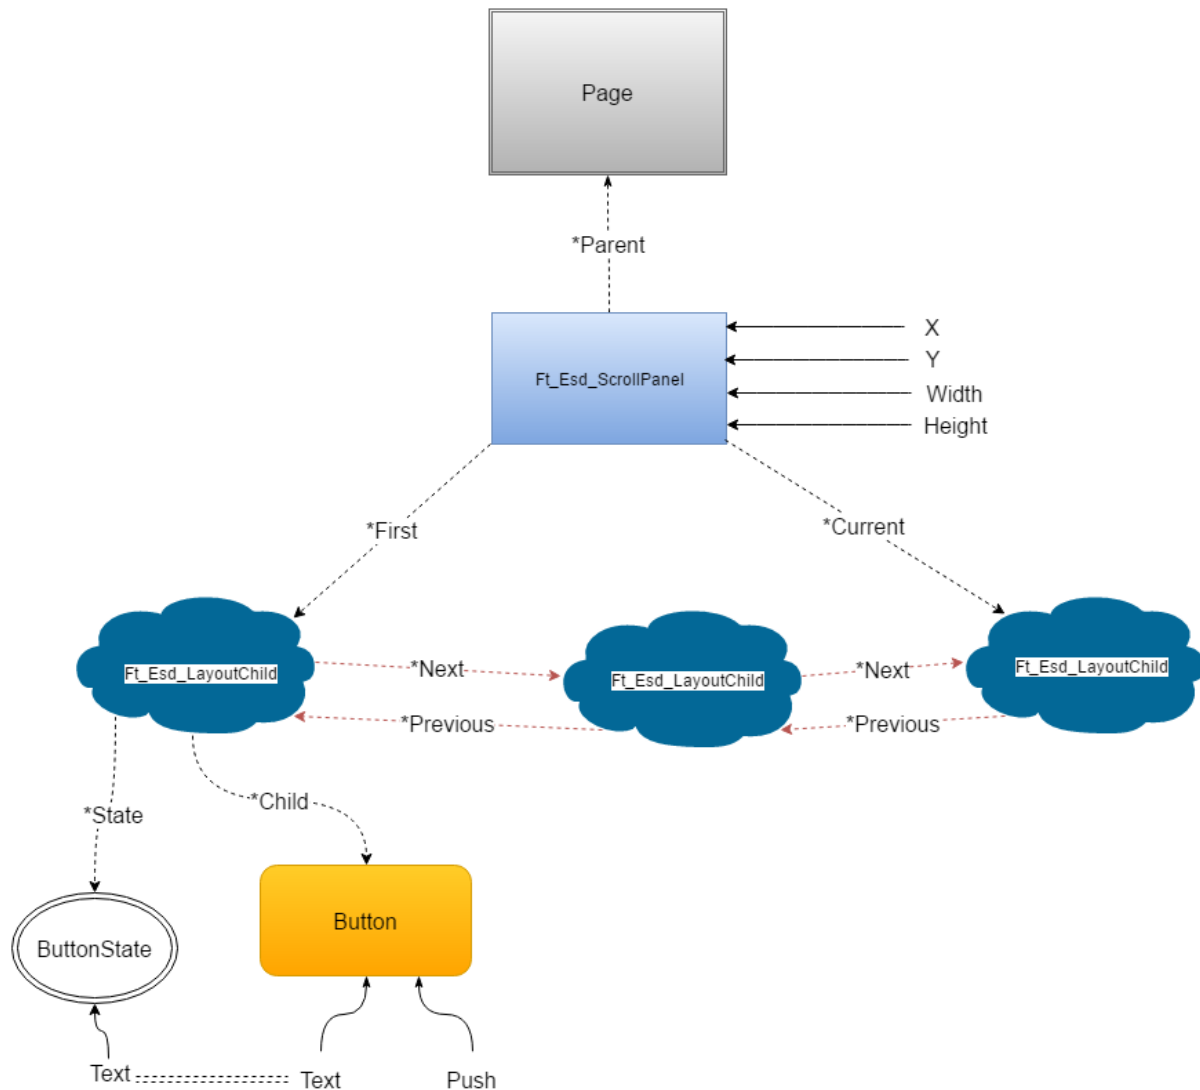 Page
*Parent
Ft_Esd_ScrollPanel
X
Y
Width
Height
*First
*Current
Ft_Esd_LayoutChild
*Next
Ft_Esd_LayoutChild
*Next
Ft_Esd_LayoutChild
*Previous
*Previous
*State
*Child
ButtonState
Button
Text
Text
Push